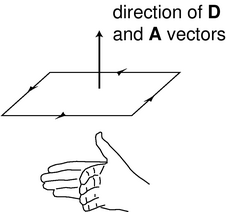 direction of D
and A vectors